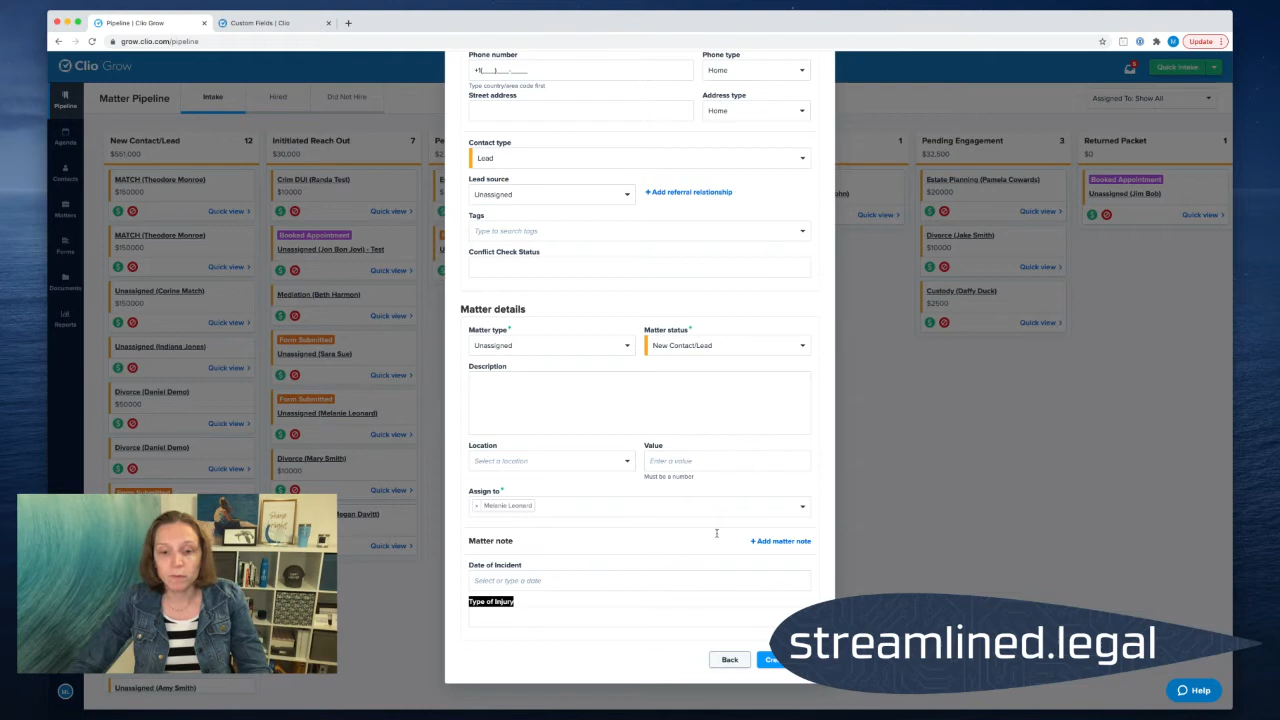 Pipeline | Clio Grow
Custom Fields | Clio
grow.clio.com/pipeline
Update
Clio Grow
Quick Intake
Pipeline
Agenda
Contacts
Matters
Forms
Documents
Reports
Matter Pipeline
Intake
Hired
Did Not Hire
Assigned To: Show All
New Contact/Lead 12
$551,000
MATCH (Theodore Monroe)
$150000
Quick view
MATCH (Theodore Monroe)
$150000
Quick view
Unassigned (Corina Match)
$150000
Quick view
Unassigned (Indiana Jones)
Quick view
Divorce (Daniel Demo)
$50000
Quick view
Divorce (Daniel Demo)
Quick view
Form Submitted
Unassigned (Amy Smith)
Inititiated Reach Out 7
$30,000
Crim DUI (Randa Test)
$10000
Quick view
Booked Appointment
Unassigned (Jon Bon Jovi) - Test
Quick view
Mediation (Beth Harmon)
Quick view
Form Submitted
Unassigned (Sara Sue)
Quick view
Form Submitted
Unassigned (Melanie Leonard)
Quick view
Divorce (Mary Smith)
$10000
Quick view
Quick view
Phone number
Phone type
+1(___)___-____
Home
Type country/area code first
Street address
Address type
Home
Contact type
Lead
Lead source
Unassigned
+ Add referral relationship
Tags
Type to search tags
Conflict Check Status
Matter details
Matter type*
Matter status*
Unassigned
New Contact/Lead
Description
Location
Value
Select a location
Enter a value
Must be a number
Assign to*
× Melanie Leonard
Matter note
+ Add matter note
Date of Incident
Select or type a date
Type of Injury
Back
1
Quick view
Pending Engagement 3
$32,500
Estate Planning (Pamela Cowards)
$20000
Quick view
Divorce (Jake Smith)
$10000
Quick view
Custody (Daffy Duck)
$2500
Quick view
Returned Packet 1
$0
Booked Appointment
Unassigned (Jim Bob)
Quick view
streamlined.legal
ML
Help